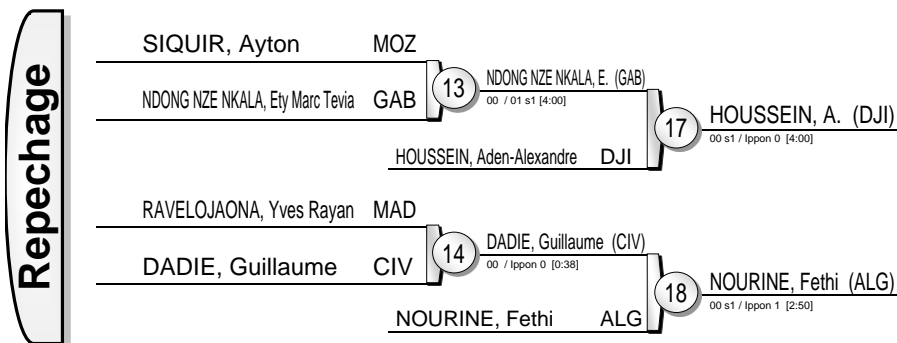 Repechage
SIQUIR, Ayton MOZ
NDONG NZE NKALA, Ety Marc Tevia GAB
13
NDONG NZE NKALA, E. (GAB)
00 / 01 s1 [4:00]
HOUSSEIN, Aden-Alexandre DJI
17
HOUSSEIN, A. (DJI)
00 s1 / Ippon 0 [4:00]
RAVELOJAONA, Yves Rayan MAD
DADIE, Guillaume CIV
14
DADIE, Guillaume (CIV)
00 / Ippon 0 [0:38]
NOURINE, Fethi ALG
18
NOURINE, Fethi (ALG)
00 s1 / Ippon 1 [2:50]